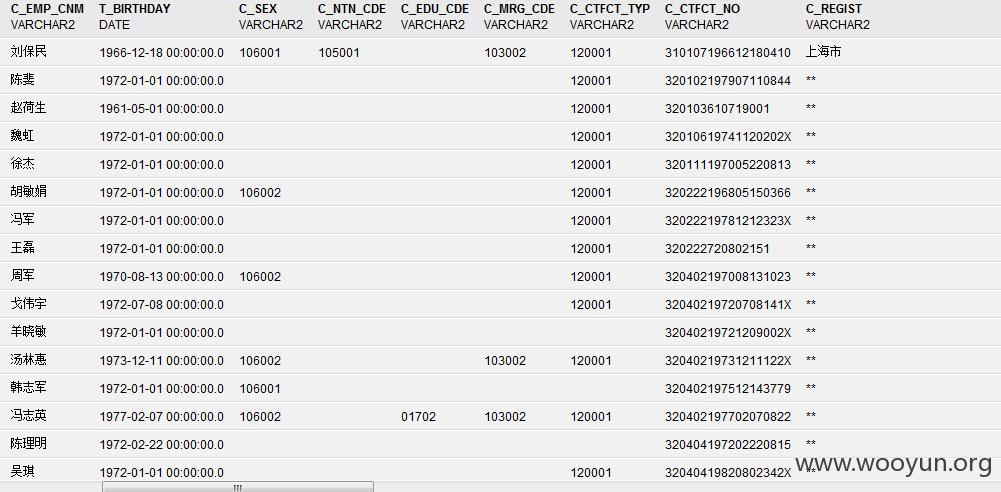 C_EMP_CNM T_BIRTHDAY C_SEX C_NTN_CDE C_EDU_CDE C_MRG_CDE C_CTFCT_TYP C_CTFCT_NO C_REGIST
VARCHAR2 DATE VARCHAR2 VARCHAR2 VARCHAR2 VARCHAR2 VARCHAR2 VARCHAR2 VARCHAR2
刘保民 1966-12-18 00:00:00.0 106001 105001 103002 120001 310107196612180410 上海市
陈斐 1972-01-01 00:00:00.0 120001 320102197907110844 **
赵荷生 1961-05-01 00:00:00.0 120001 320103610719001 **
魏虹 1972-01-01 00:00:00.0 120001 32010619741120202X **
徐杰 1972-01-01 00:00:00.0 120001 320111197005220813 **
胡敏娟 1972-01-01 00:00:00.0 106002 120001 320222196805150366 **
冯军 1972-01-01 00:00:00.0 120001 32022219781212323X **
王磊 1972-01-01 00:00:00.0 120001 320222720802151 **
周军 1970-08-13 00:00:00.0 106002 120001 320402197008131023 **
戈伟宇 1972-07-08 00:00:00.0 120001 32040219720708141X **
羊晓敏 1972-01-01 00:00:00.0 32040219721209002X **
汤林惠 1973-12-11 00:00:00.0 106002 103002 120001 32040219731211122X **
韩志军 1972-01-01 00:00:00.0 106001 320402197512143779 **
冯志英 1977-02-07 00:00:00.0 106002 01702 103002 120001 320402197702070822 **
陈理明 1972-02-22 00:00:00.0 320404197202220815 **
吴琪 1972-01-01 00:00:00.0 120001 32040419820802342X **
www.wooyun.org